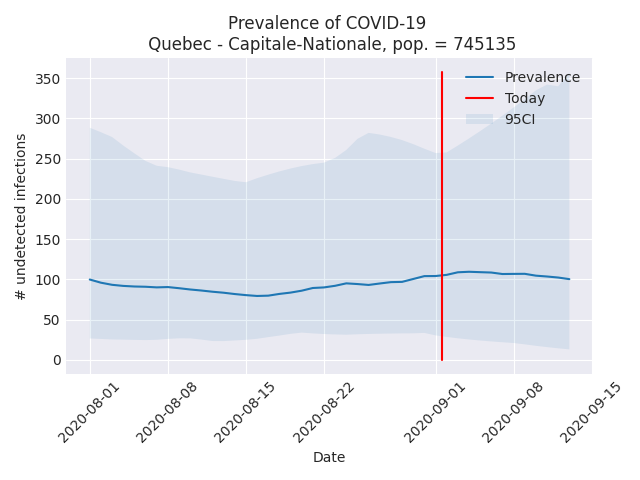 Prevalence of COVID-19
Quebec - Capitale-Nationale, pop. = 745135
350
300
250
200
150
100
50
0
# undetected infections
Prevalence
Today
95CI
2020-08-01
2020-08-08
2020-08-15
2020-08-22
2020-09-01
2020-09-08
2020-09-15
Date